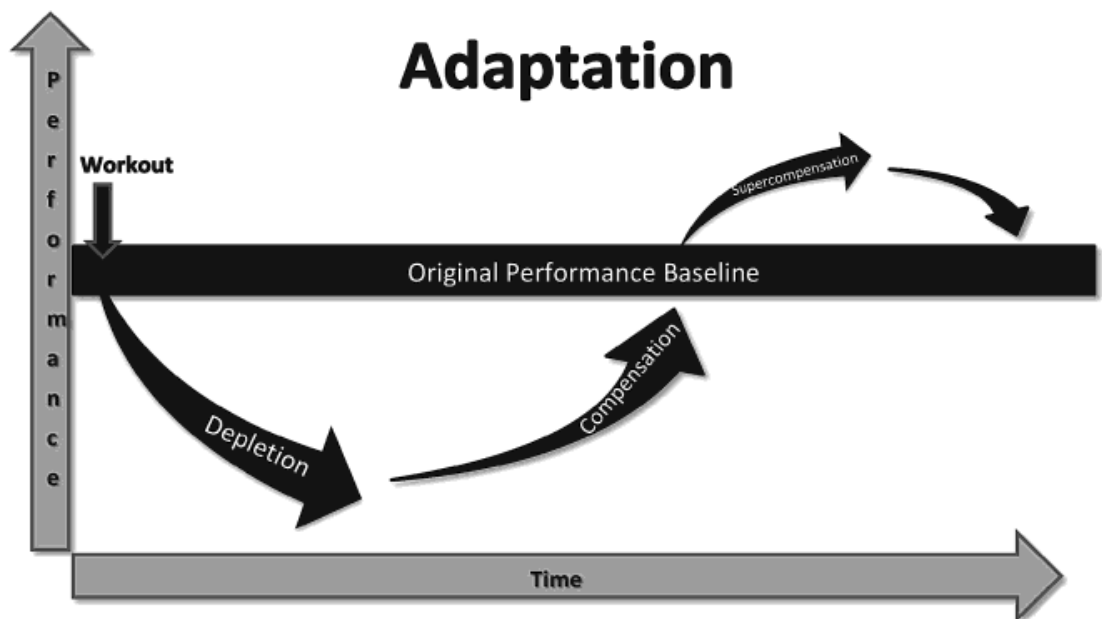 Adaptation
Performance
Workout
Supercompensation
Original Performance Baseline
Depletion
Compensation
Time